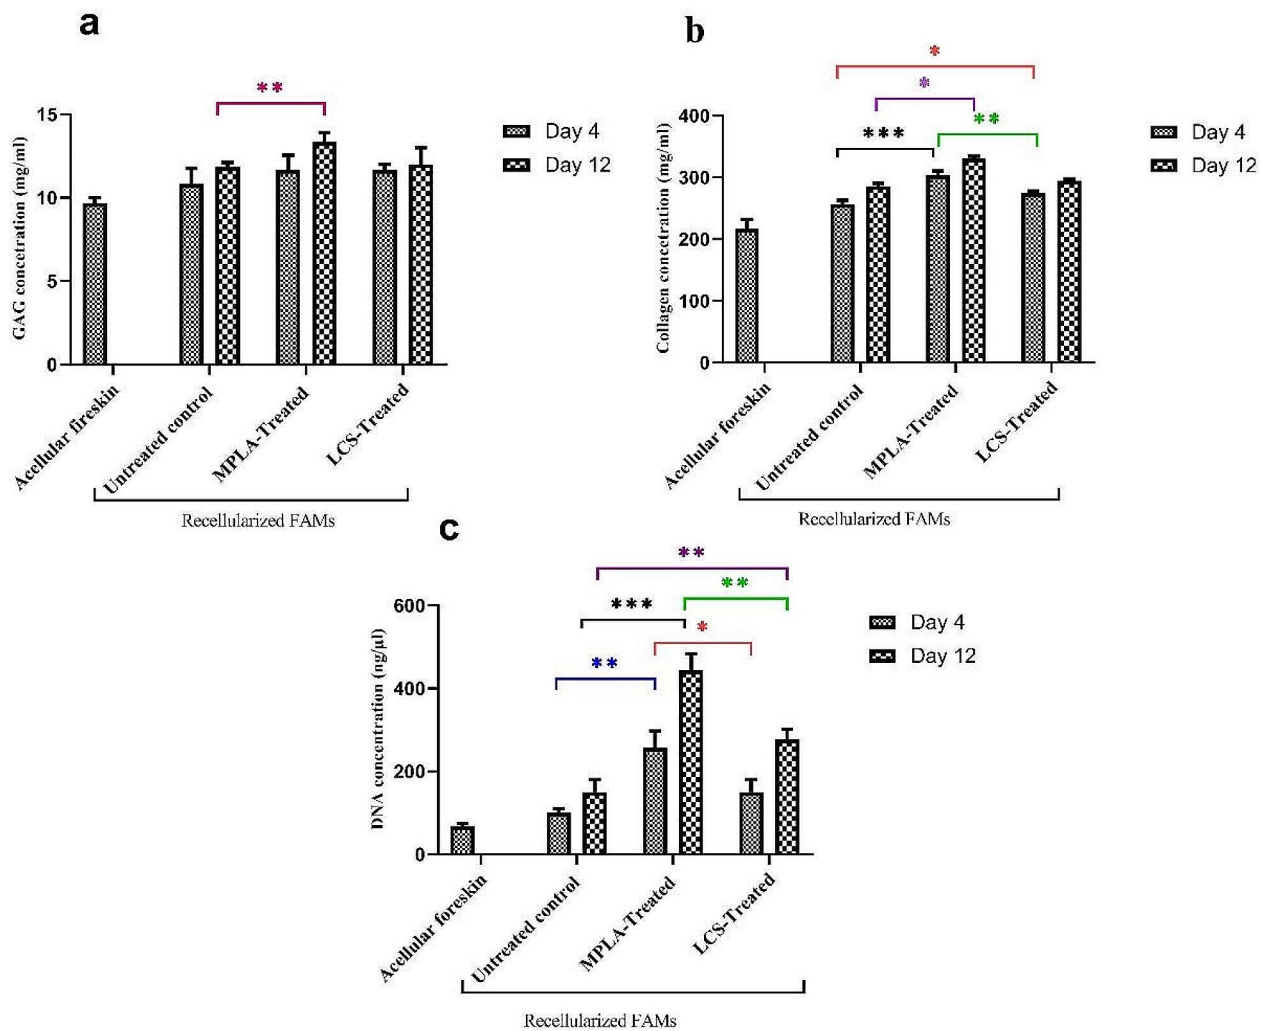 a
**
15
10
5
0
GAG concetration (mg/ml)
Day 4
Day 12
Acellular fireskin
Untreated control
MPLA-Treated
LCS-Treated
Recellularized FAMs
b
*
*
**
***
400
300
200
100
0
Collagen concetration (mg/ml)
Day 4
Day 12
Acellular foreskin
Untreated control
MPLA-Treated
LCS-Treated
Recellularized FAMs
c
**
**
***
*
**
600
400
200
0
DNA concentration (ng/µl)
Day 4
Day 12
Acellular foreskin
Untreated control
MPLA-Treated
LCS-Treated
Recellularized FAMs